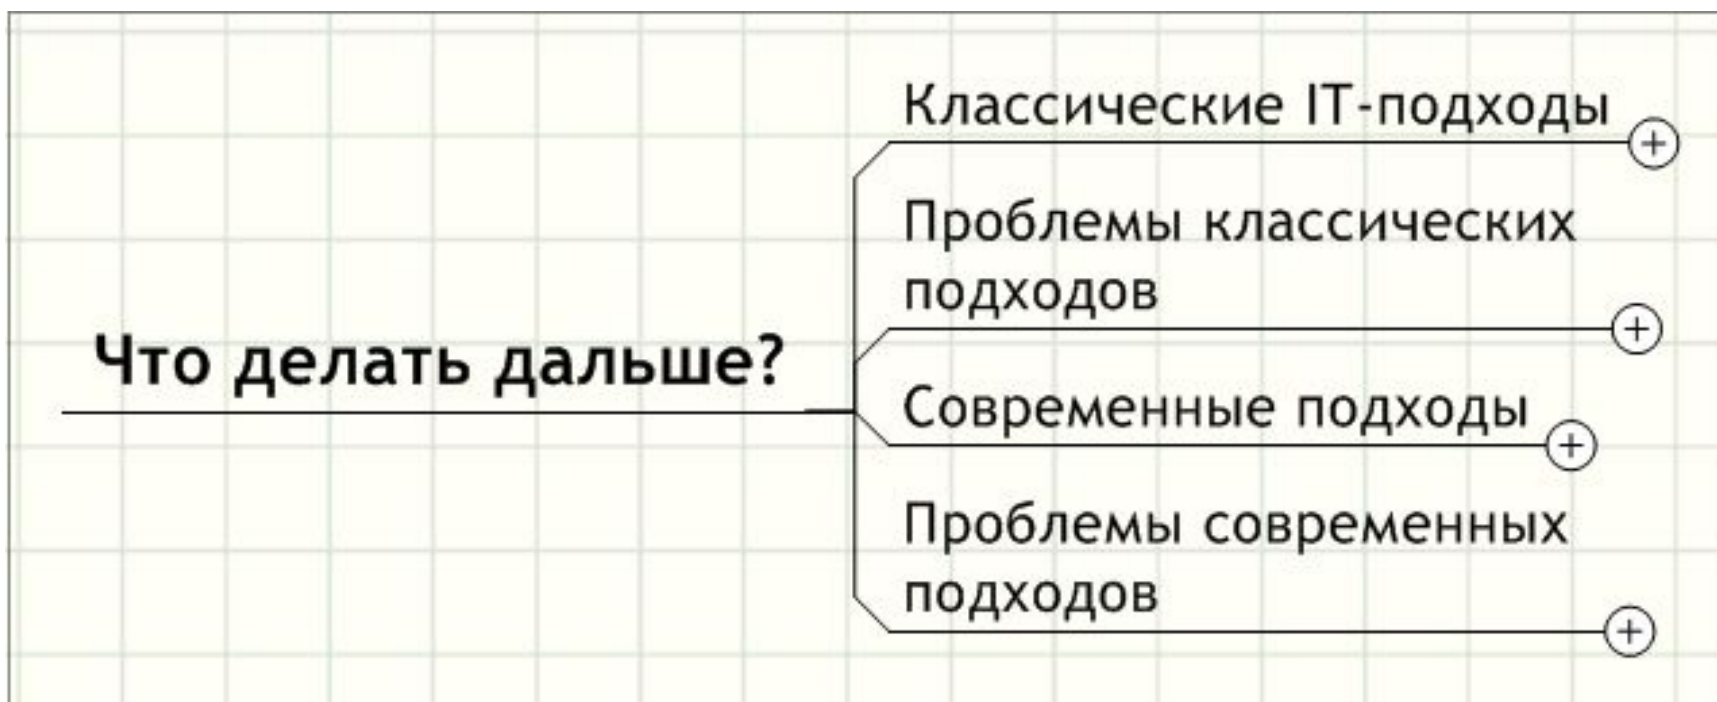 Классические IT-подходы
Проблемы классических
подходов
Что делать дальше?
Современные подходы
Проблемы современных
подходов